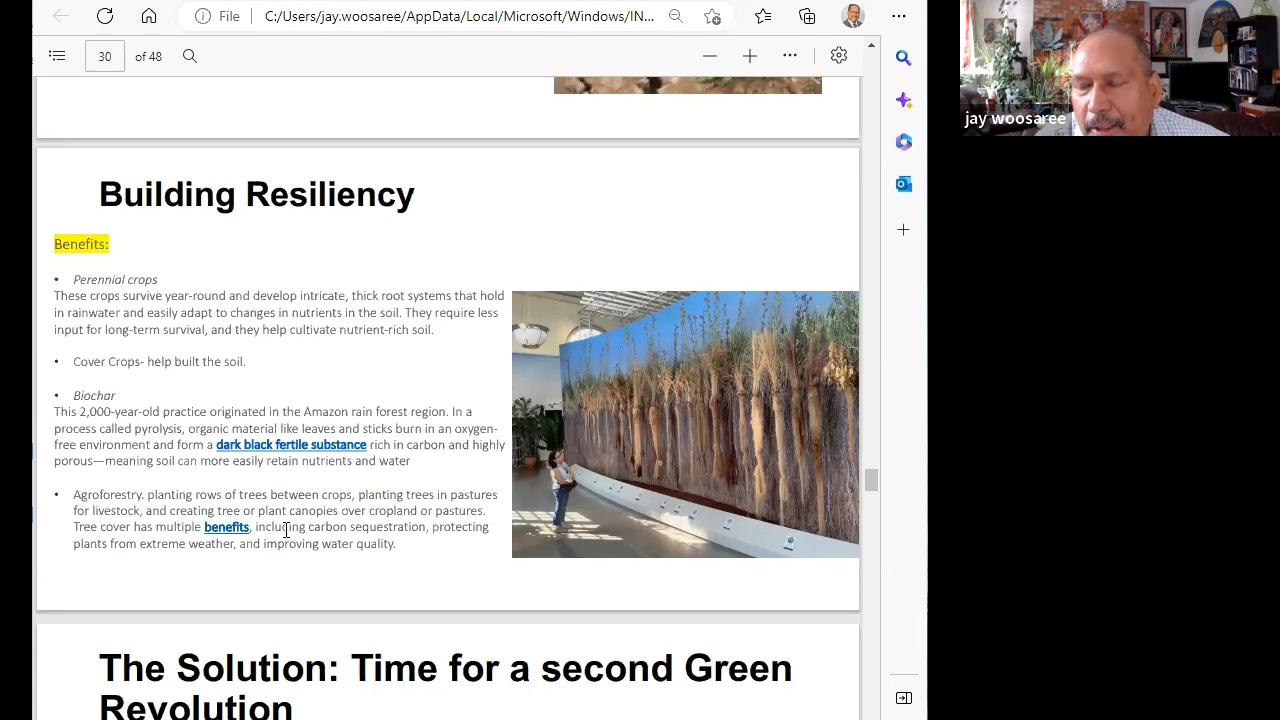 File
C:/Users/jay.woosaree/AppData/Local/Microsoft/Windows/IN...
30 of 48
jay woosaree
Building Resiliency
Benefits:
• Perennial crops
These crops survive year-round and develop intricate, thick root systems that hold
in rainwater and easily adapt to changes in nutrients in the soil. They require less
input for long-term survival, and they help cultivate nutrient-rich soil.
• Cover Crops- help built the soil.
• Biochar
This 2,000-year-old practice originated in the Amazon rain forest region. In a
process called pyrolysis, organic material like leaves and sticks burn in an oxygen-
free environment and form a dark black fertile substance rich in carbon and highly
porous—meaning soil can more easily retain nutrients and water
• Agroforestry. planting rows of trees between crops, planting trees in pastures
for livestock, and creating tree or plant canopies over cropland or pastures.
Tree cover has multiple benefits, including carbon sequestration, protecting
plants from extreme weather, and improving water quality.
The Solution: Time for a second Green
Revolution